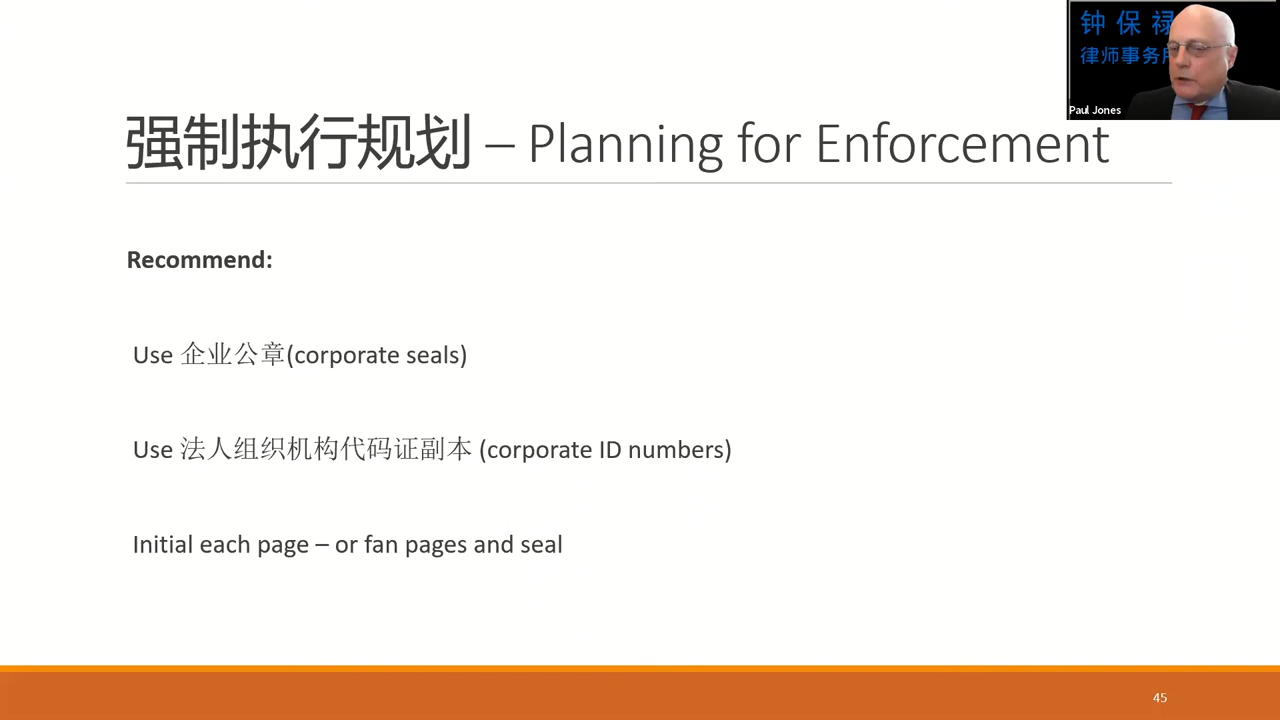 钟保禄
律师事务
Paul Jones
强制执行规划 – Planning for Enforcement
Recommend:
Use 企业公章(corporate seals)
Use 法人组织机构代码证副本 (corporate ID numbers)
Initial each page – or fan pages and seal
45